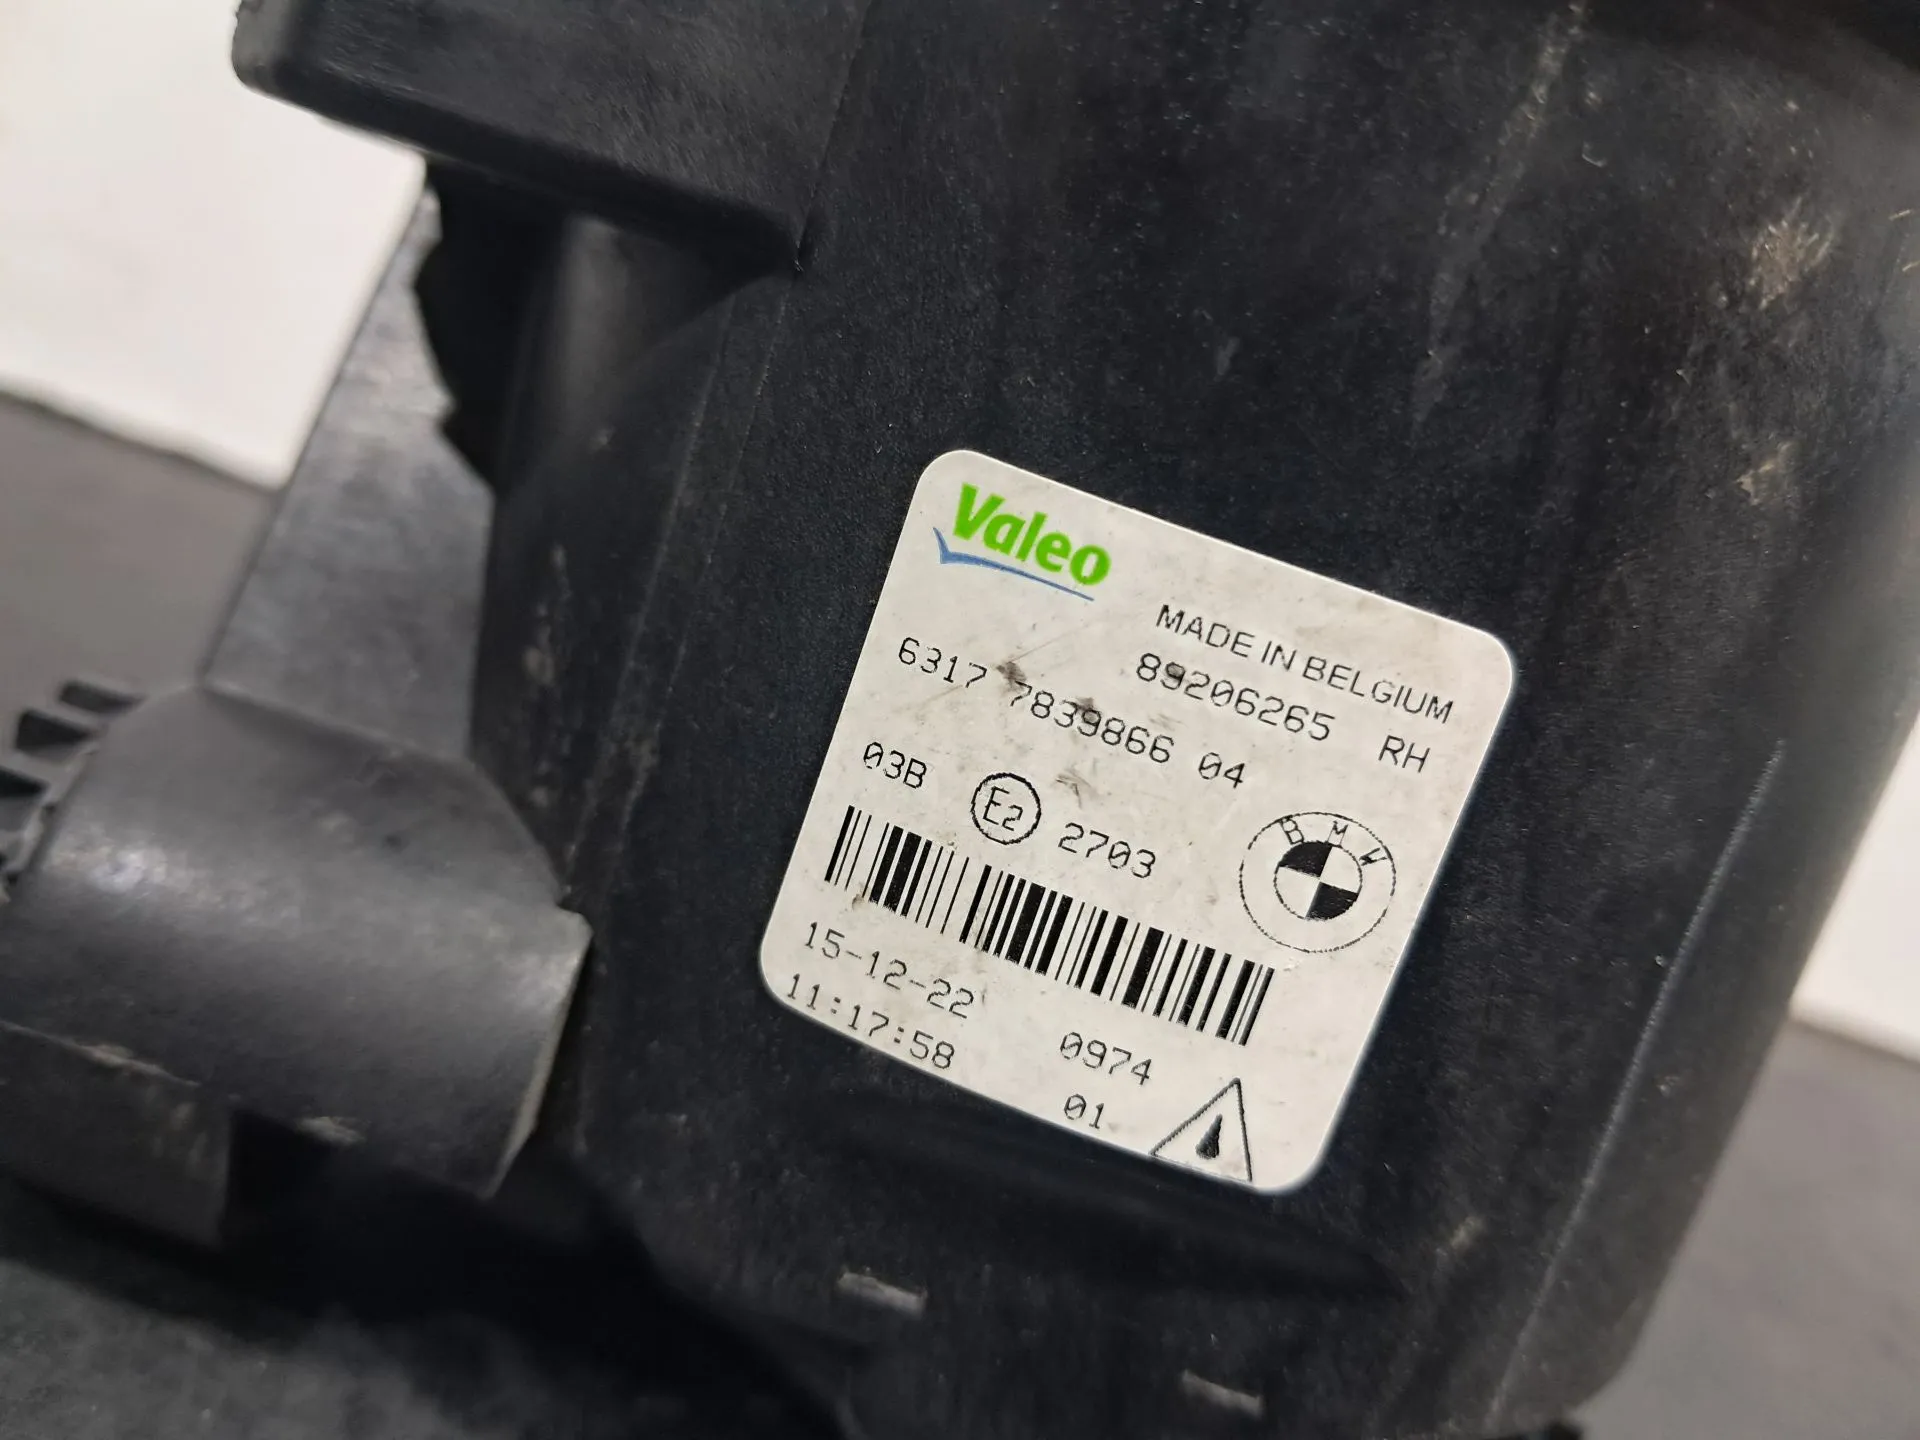 Valeo
MADE IN BELGIUM
89206265 RH
6317 7839866 04
03B E2 2703
BMW
15-12-22 0974
11:17:58 01